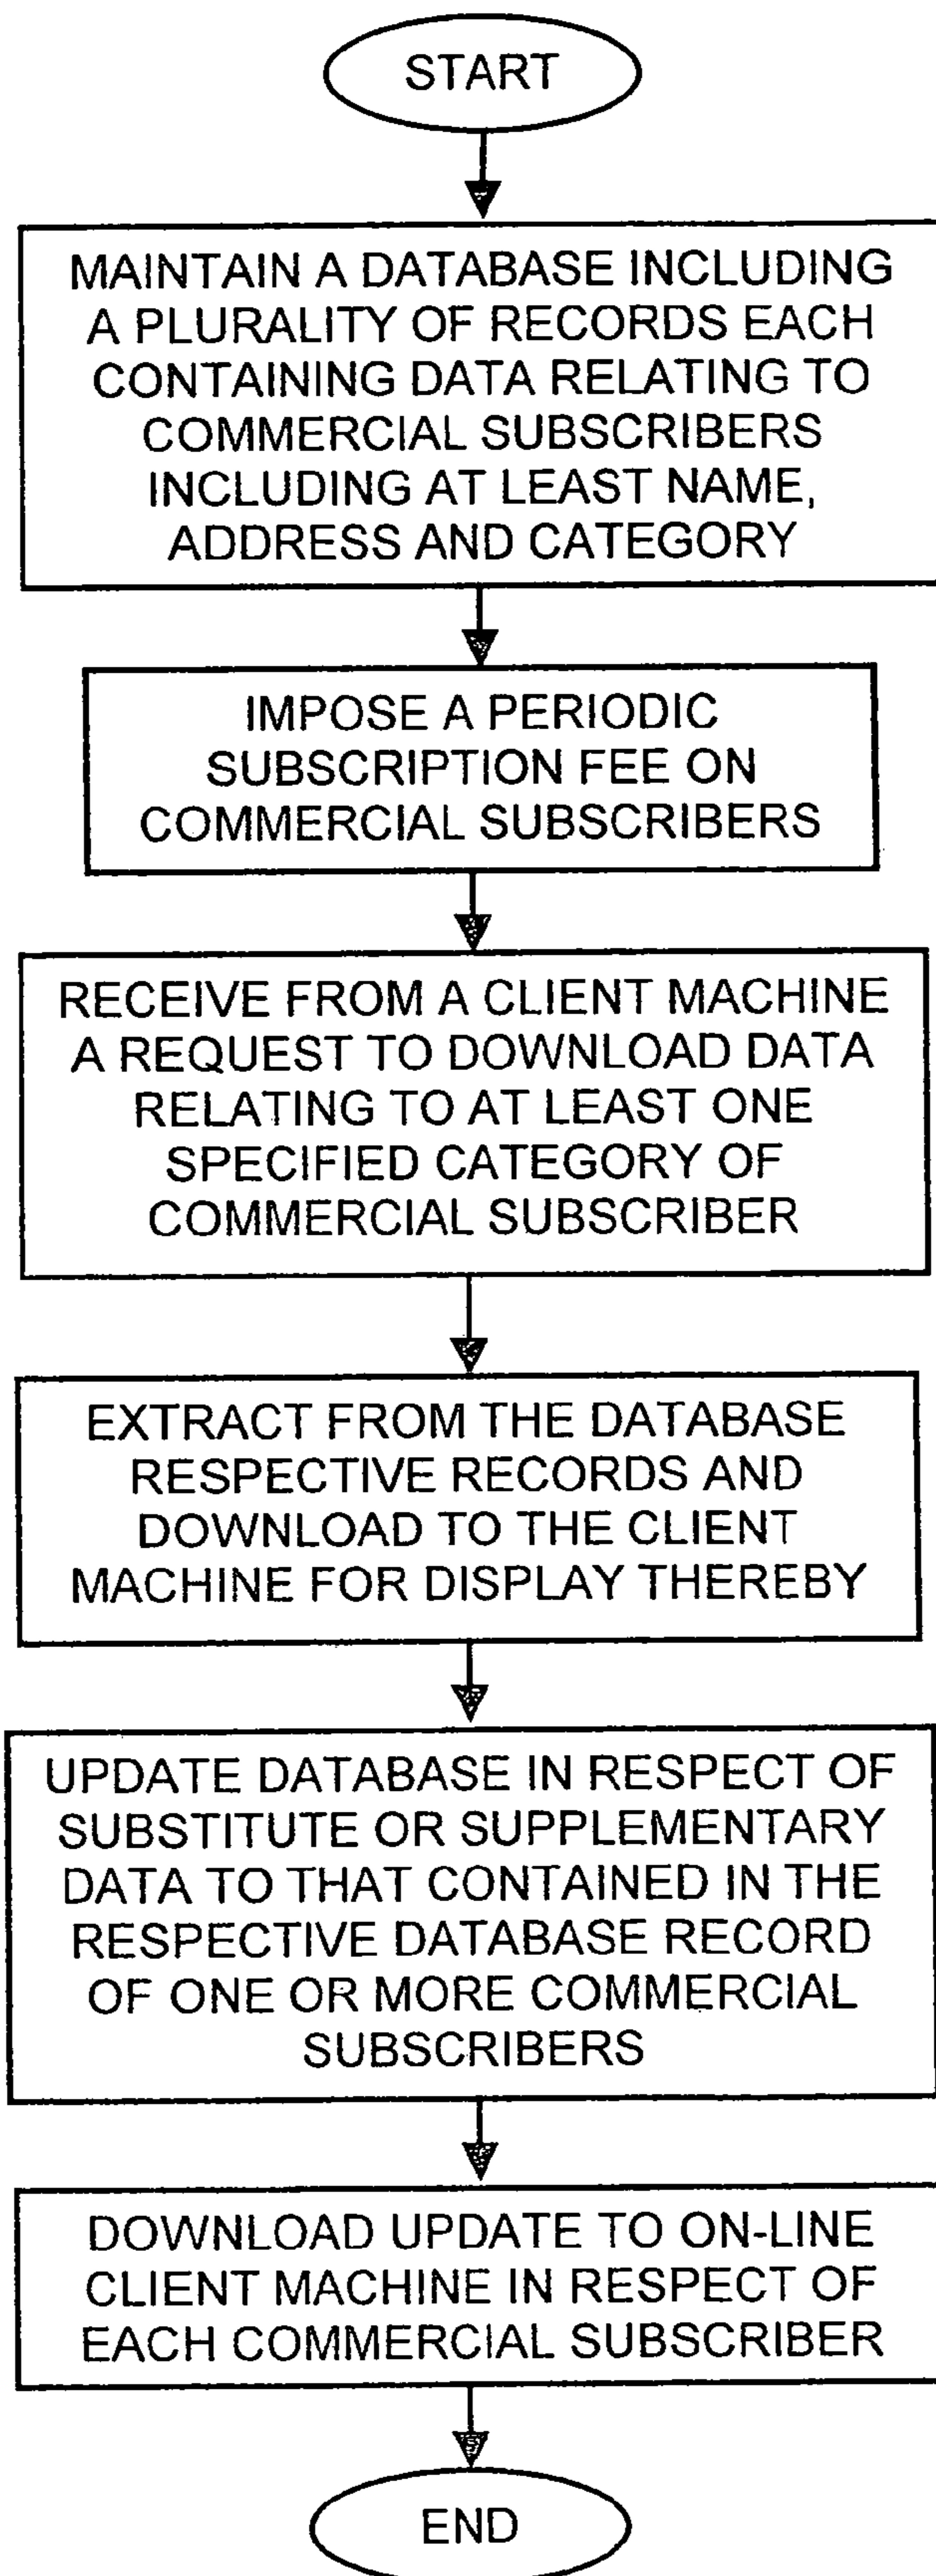 START
MAINTAIN A DATABASE INCLUDING
A PLURALITY OF RECORDS EACH
CONTAINING DATA RELATING TO
COMMERCIAL SUBSCRIBERS
INCLUDING AT LEAST NAME,
ADDRESS AND CATEGORY
IMPOSE A PERIODIC
SUBSCRIPTION FEE ON
COMMERCIAL SUBSCRIBERS
RECEIVE FROM A CLIENT MACHINE
A REQUEST TO DOWNLOAD DATA
RELATING TO AT LEAST ONE
SPECIFIED CATEGORY OF
COMMERCIAL SUBSCRIBER
EXTRACT FROM THE DATABASE
RESPECTIVE RECORDS AND
DOWNLOAD TO THE CLIENT
MACHINE FOR DISPLAY THEREBY
UPDATE DATABASE IN RESPECT OF
SUBSTITUTE OR SUPPLEMENTARY
DATA TO THAT CONTAINED IN THE
RESPECTIVE DATABASE RECORD
OF ONE OR MORE COMMERCIAL
SUBSCRIBERS
DOWNLOAD UPDATE TO ON-LINE
CLIENT MACHINE IN RESPECT OF
EACH COMMERCIAL SUBSCRIBER
END